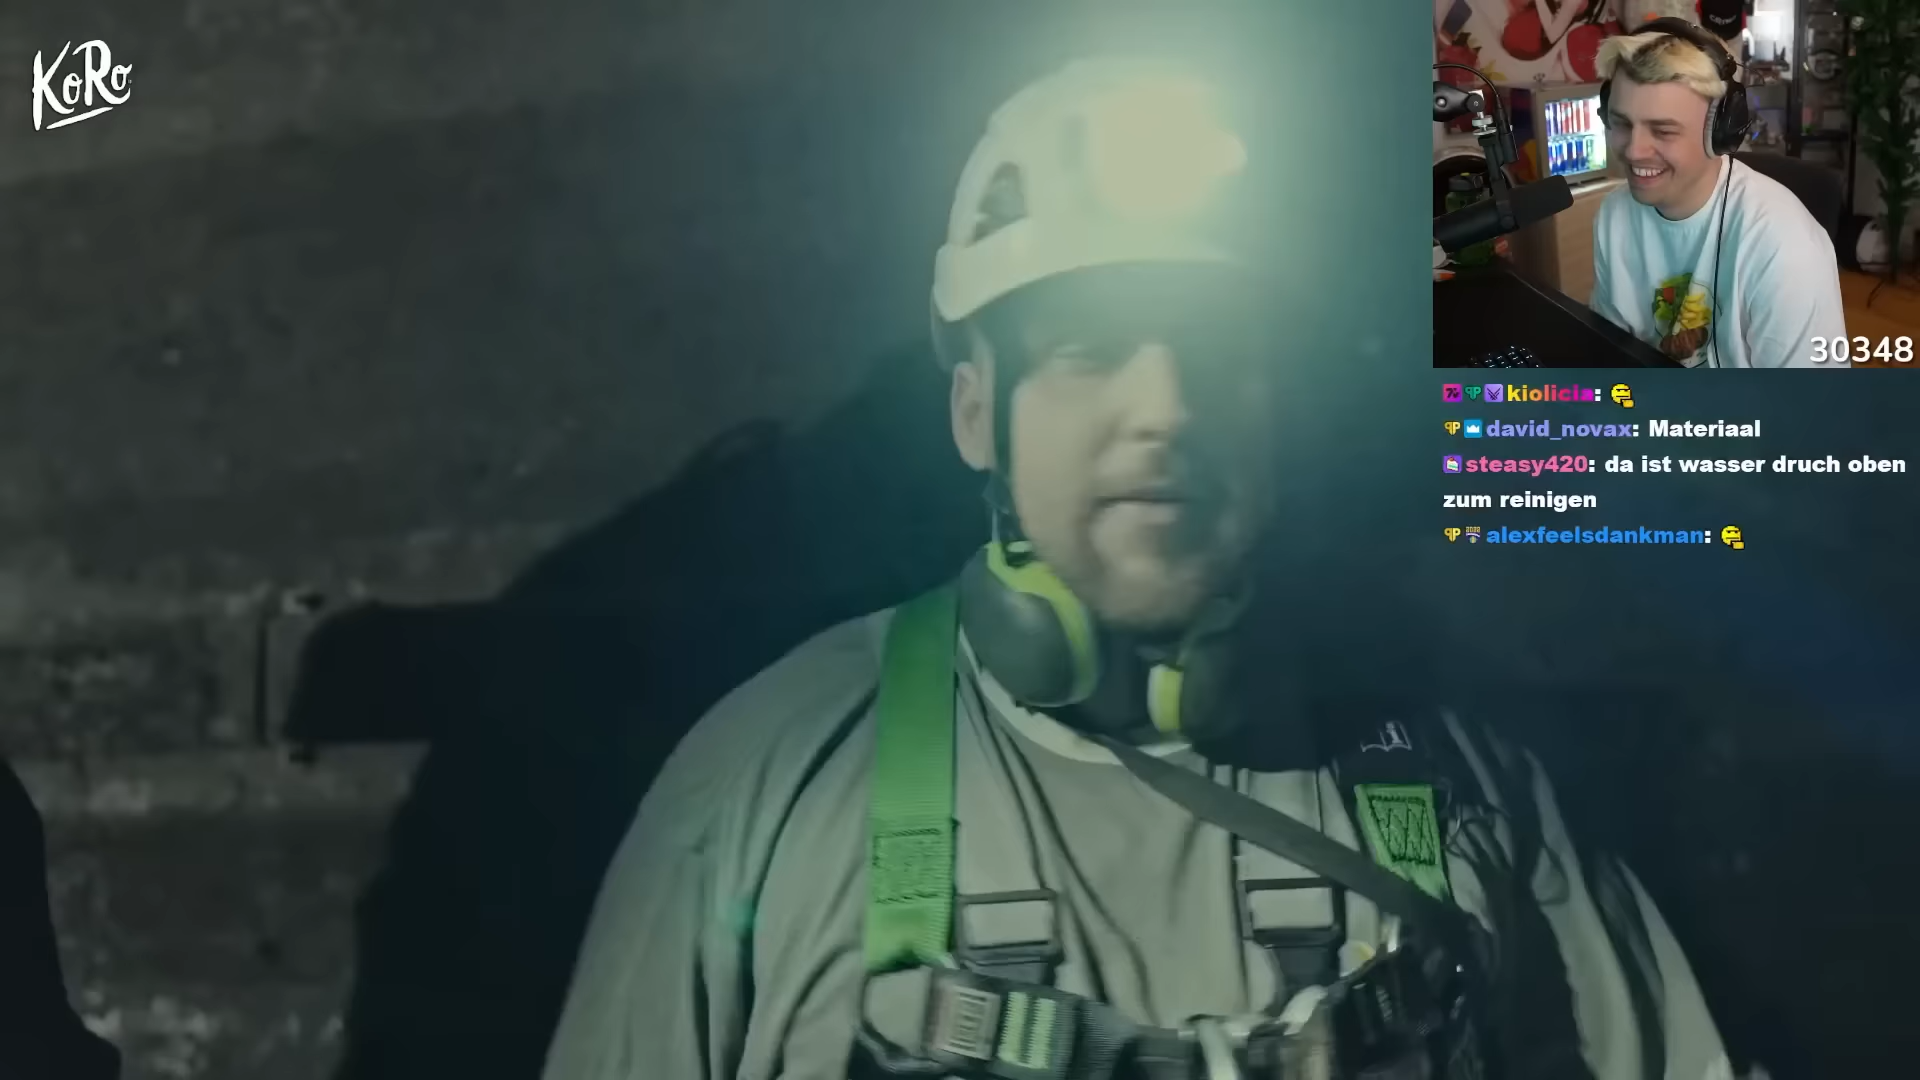 KoRo
30348
kiolicia:
david_novax: Materiaal
steasy420: da ist wasser druch oben
zum reinigen
alexfeelsdankman: